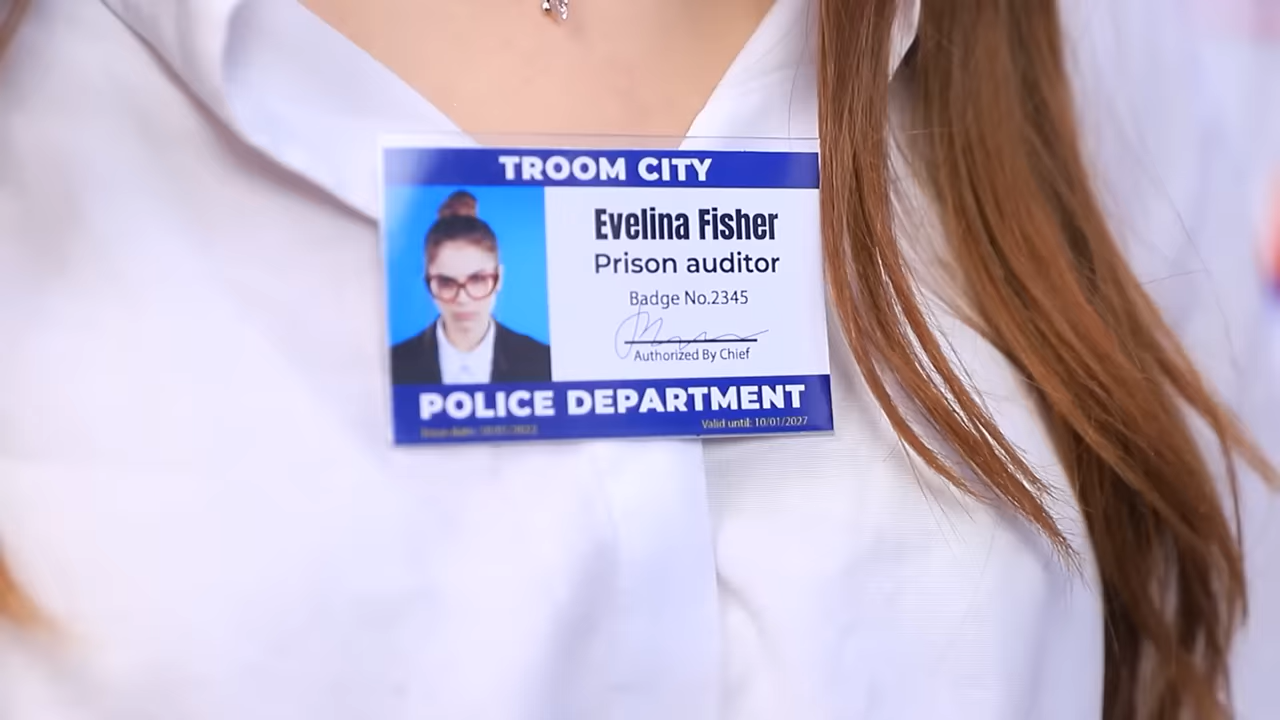 TROOM CITY
Evelina Fisher
Prison auditor
Badge No.2345
Authorized By Chief
POLICE DEPARTMENT
Valid until: 10/01/2027